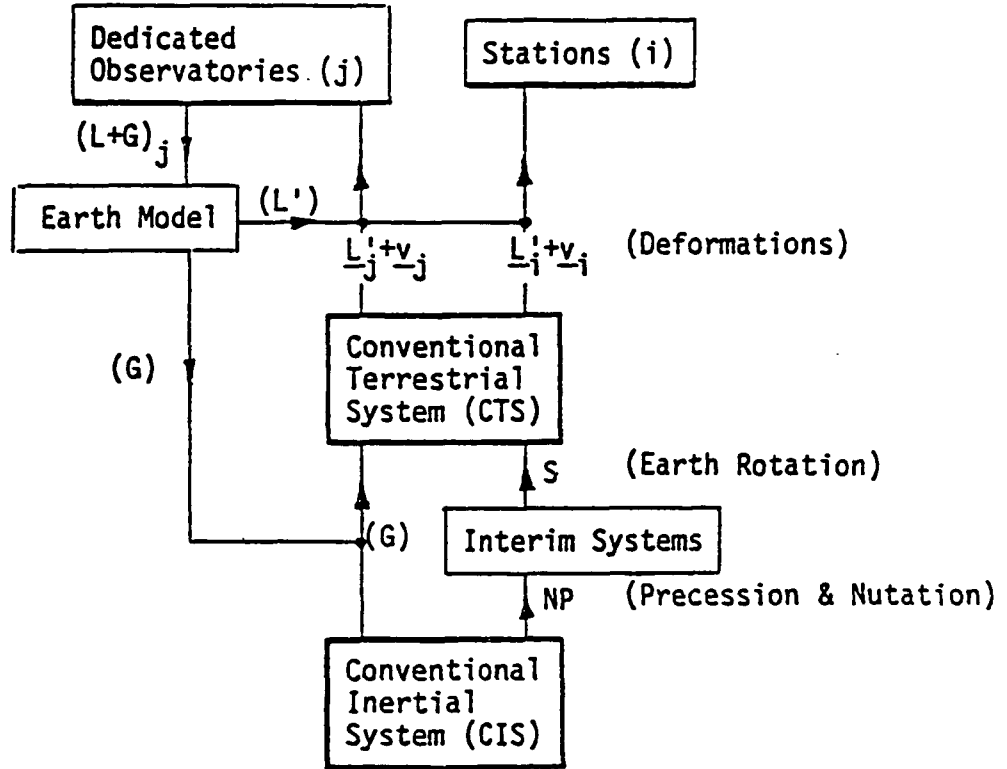 Dedicated
Observatories (j)
Stations (i)
(L+G)j
Earth Model
(L')
L'j+vj
L'i+vi
(Deformations)
(G)
Conventional
Terrestrial
System (CTS)
S
(Earth Rotation)
(G)
Interim Systems
NP
(Precession & Nutation)
Conventional
Inertial
System (CIS)